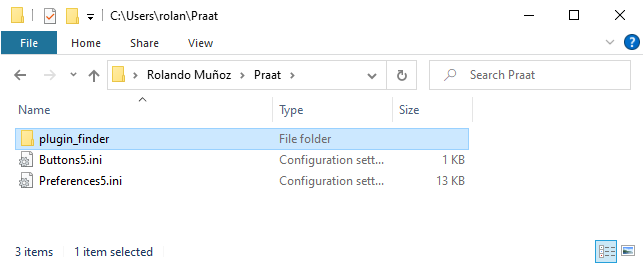 C:\Users\rolan\Praat
File Home Share View
Rolando Muñoz Praat Search Praat
Name Type Size
plugin_finder File folder
Buttons5.ini Configuration sett... 1 KB
Preferences5.ini Configuration sett... 13 KB
3 items 1 item selected